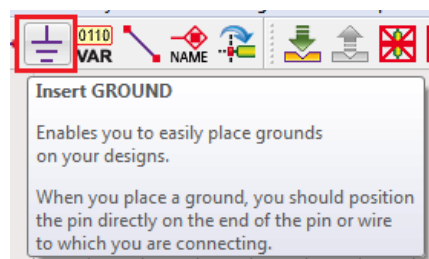 0110
VAR
NAME
Insert GROUND
Enables you to easily place grounds
on your designs.
When you place a ground, you should position
the pin directly on the end of the pin or wire
to which you are connecting.